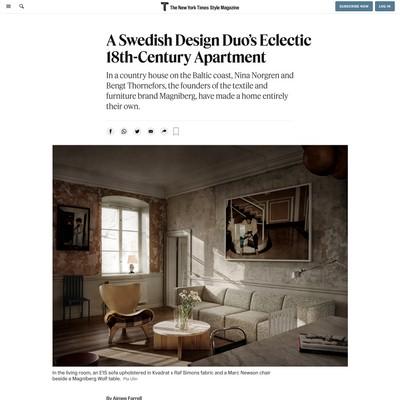 The New York Times Style Magazine
SUBSCRIBE NOW
LOG IN
A Swedish Design Duo's Eclectic
18th-Century Apartment
In a country house on the Baltic coast, Nina Norgren and
Bengt Thornefors, the founders of the textile and
furniture brand Magniberg, have made a home entirely
their own.
In the living room, an E15 sofa upholstered in Kvadrat x Raf Simons fabric and a Marc Newson chair
beside a Magniberg Wolf table. Pia Ulin
By Aimee Farrell